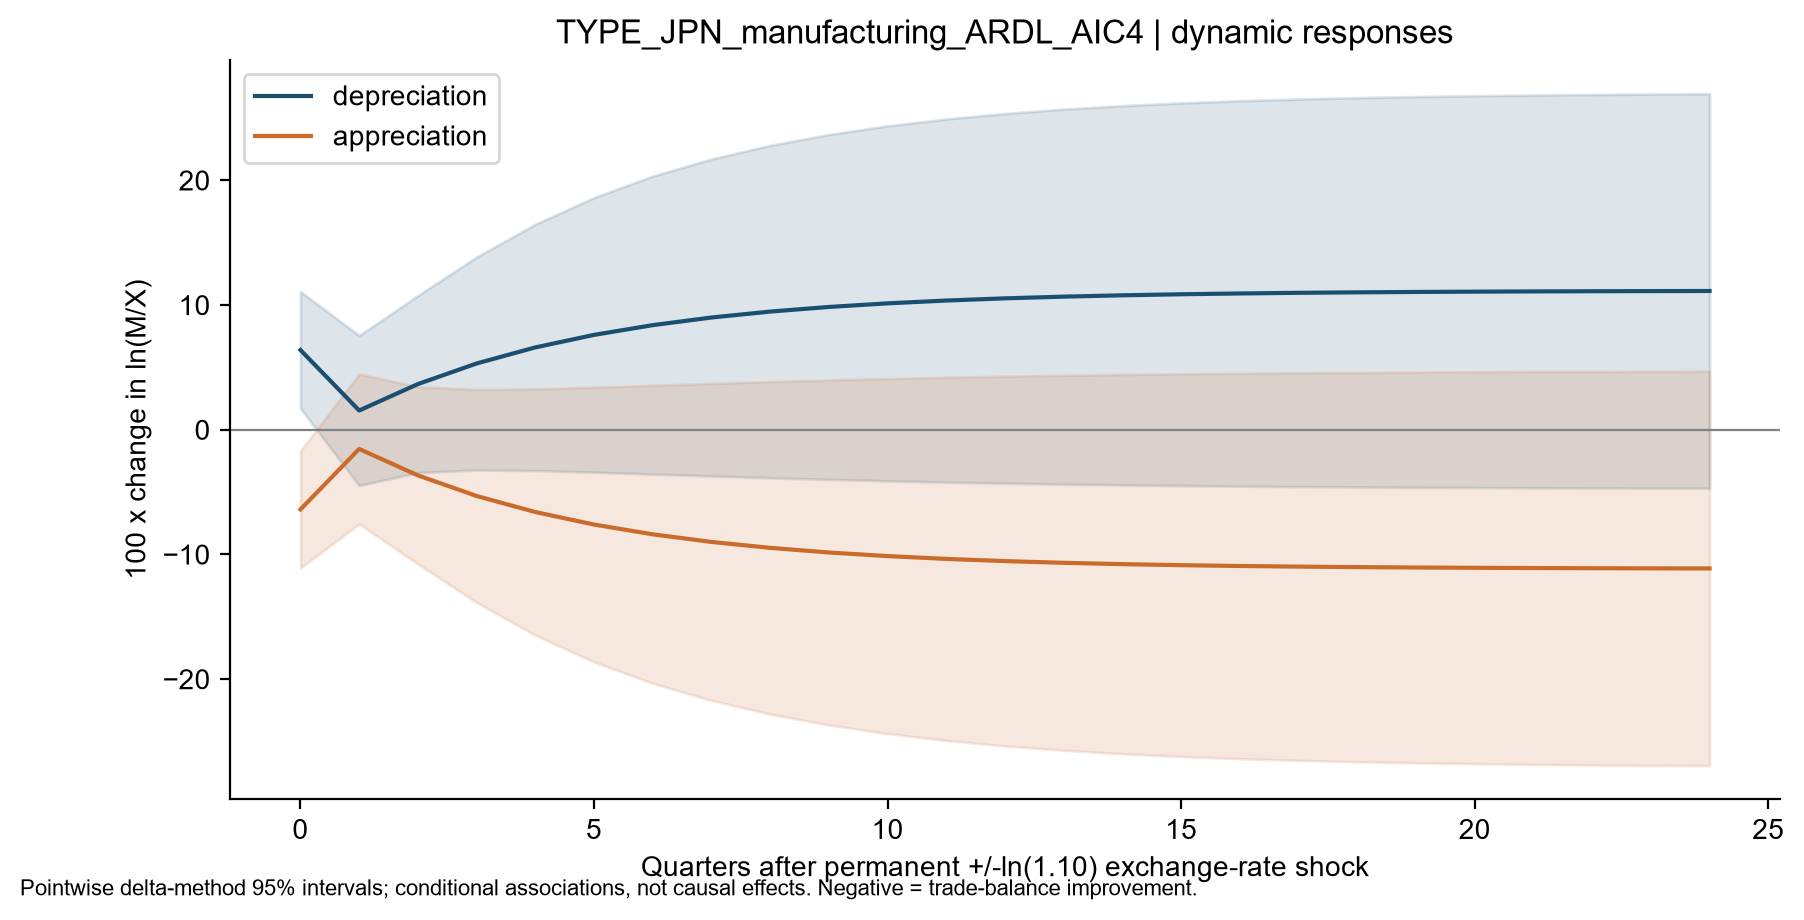 TYPE_JPN_manufacturing_ARDL_AIC4 | dynamic responses
depreciation
appreciation
100 x change in ln(M/X)
20
10
0
−10
−20
0 5 10 15 20 25
Quarters after permanent +/-ln(1.10) exchange-rate shock
Pointwise delta-method 95% intervals; conditional associations, not causal effects. Negative = trade-balance improvement.